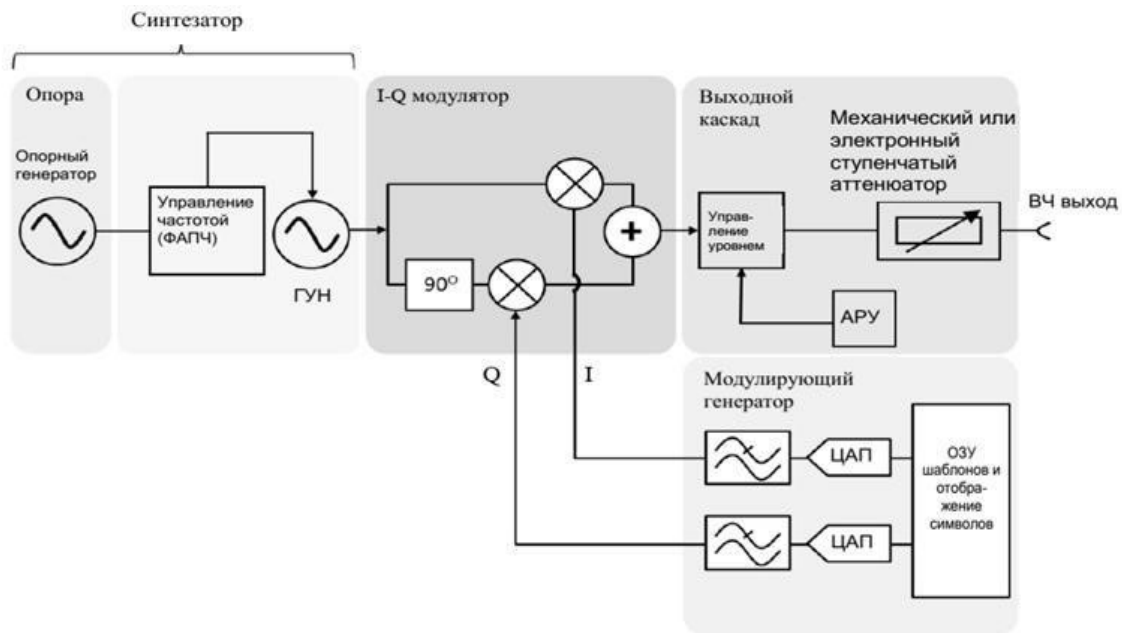 Синтезатор
Опора
Опорный
генератор
Управление
частотой
(ФАПЧ)
ГУН
I-Q модулятор
90°
+
Q
I
Выходной
каскад
Управ-
ление
уровнем
АРУ
Механический или
электронный
ступенчатый
аттенюатор
ВЧ выход
Модулирующий
генератор
ЦАП
ЦАП
ОЗУ
шаблонов и
отобра-
жение
символов